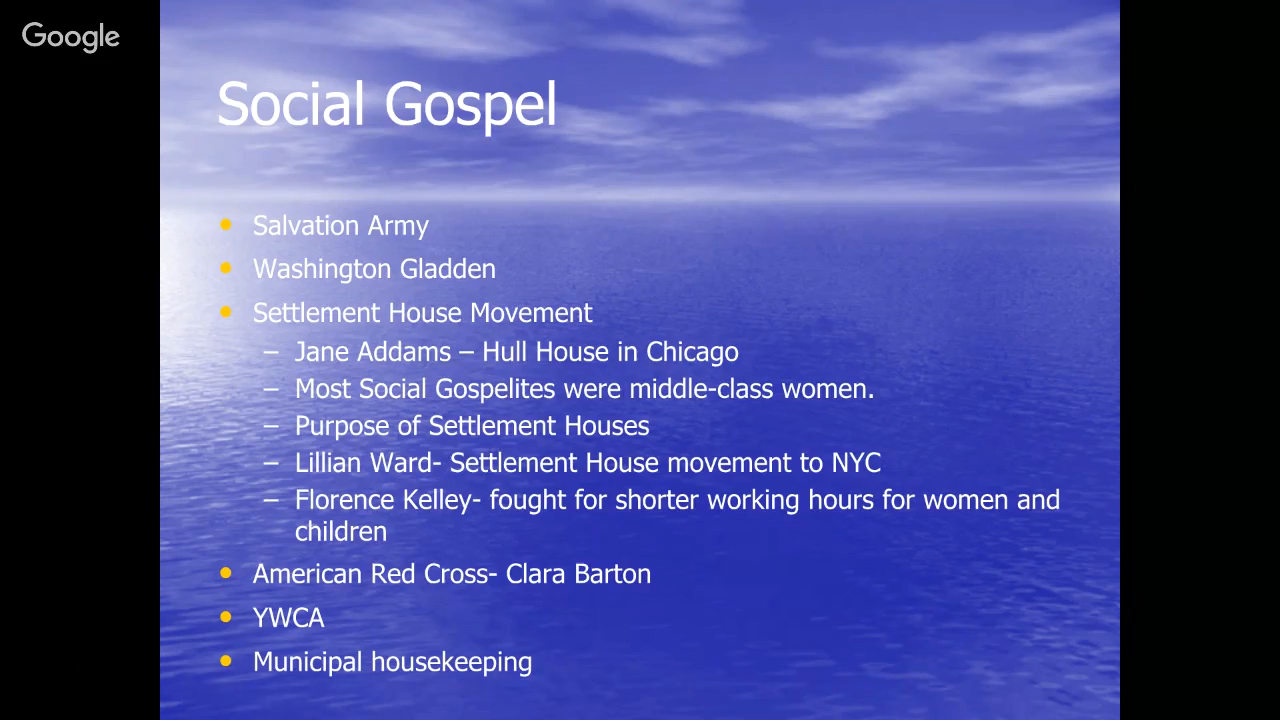 Google
Social Gospel
• Salvation Army
• Washington Gladden
• Settlement House Movement
– Jane Addams – Hull House in Chicago
– Most Social Gospelites were middle-class women.
– Purpose of Settlement Houses
– Lillian Ward- Settlement House movement to NYC
– Florence Kelley- fought for shorter working hours for women and
children
• American Red Cross- Clara Barton
• YWCA
• Municipal housekeeping